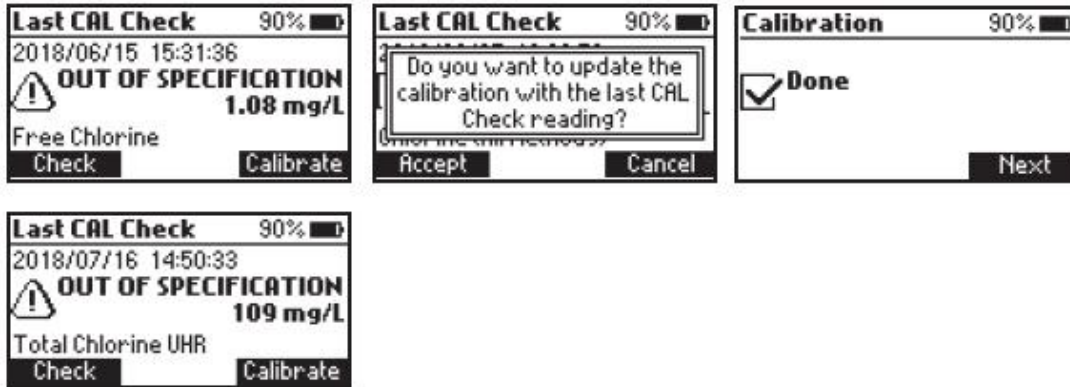 Last CAL Check 90%
2018/06/15 15:31:36
OUT OF SPECIFICATION
1.08 mg/L
Free Chlorine
Check Calibrate
Last CAL Check 90%
Do you want to update the
calibration with the last CAL
Check reading?
Accept Cancel
Calibration 90%
Done
Next
Last CAL Check 90%
2018/07/16 14:50:33
OUT OF SPECIFICATION
109 mg/L
Total Chlorine UHR
Check Calibrate